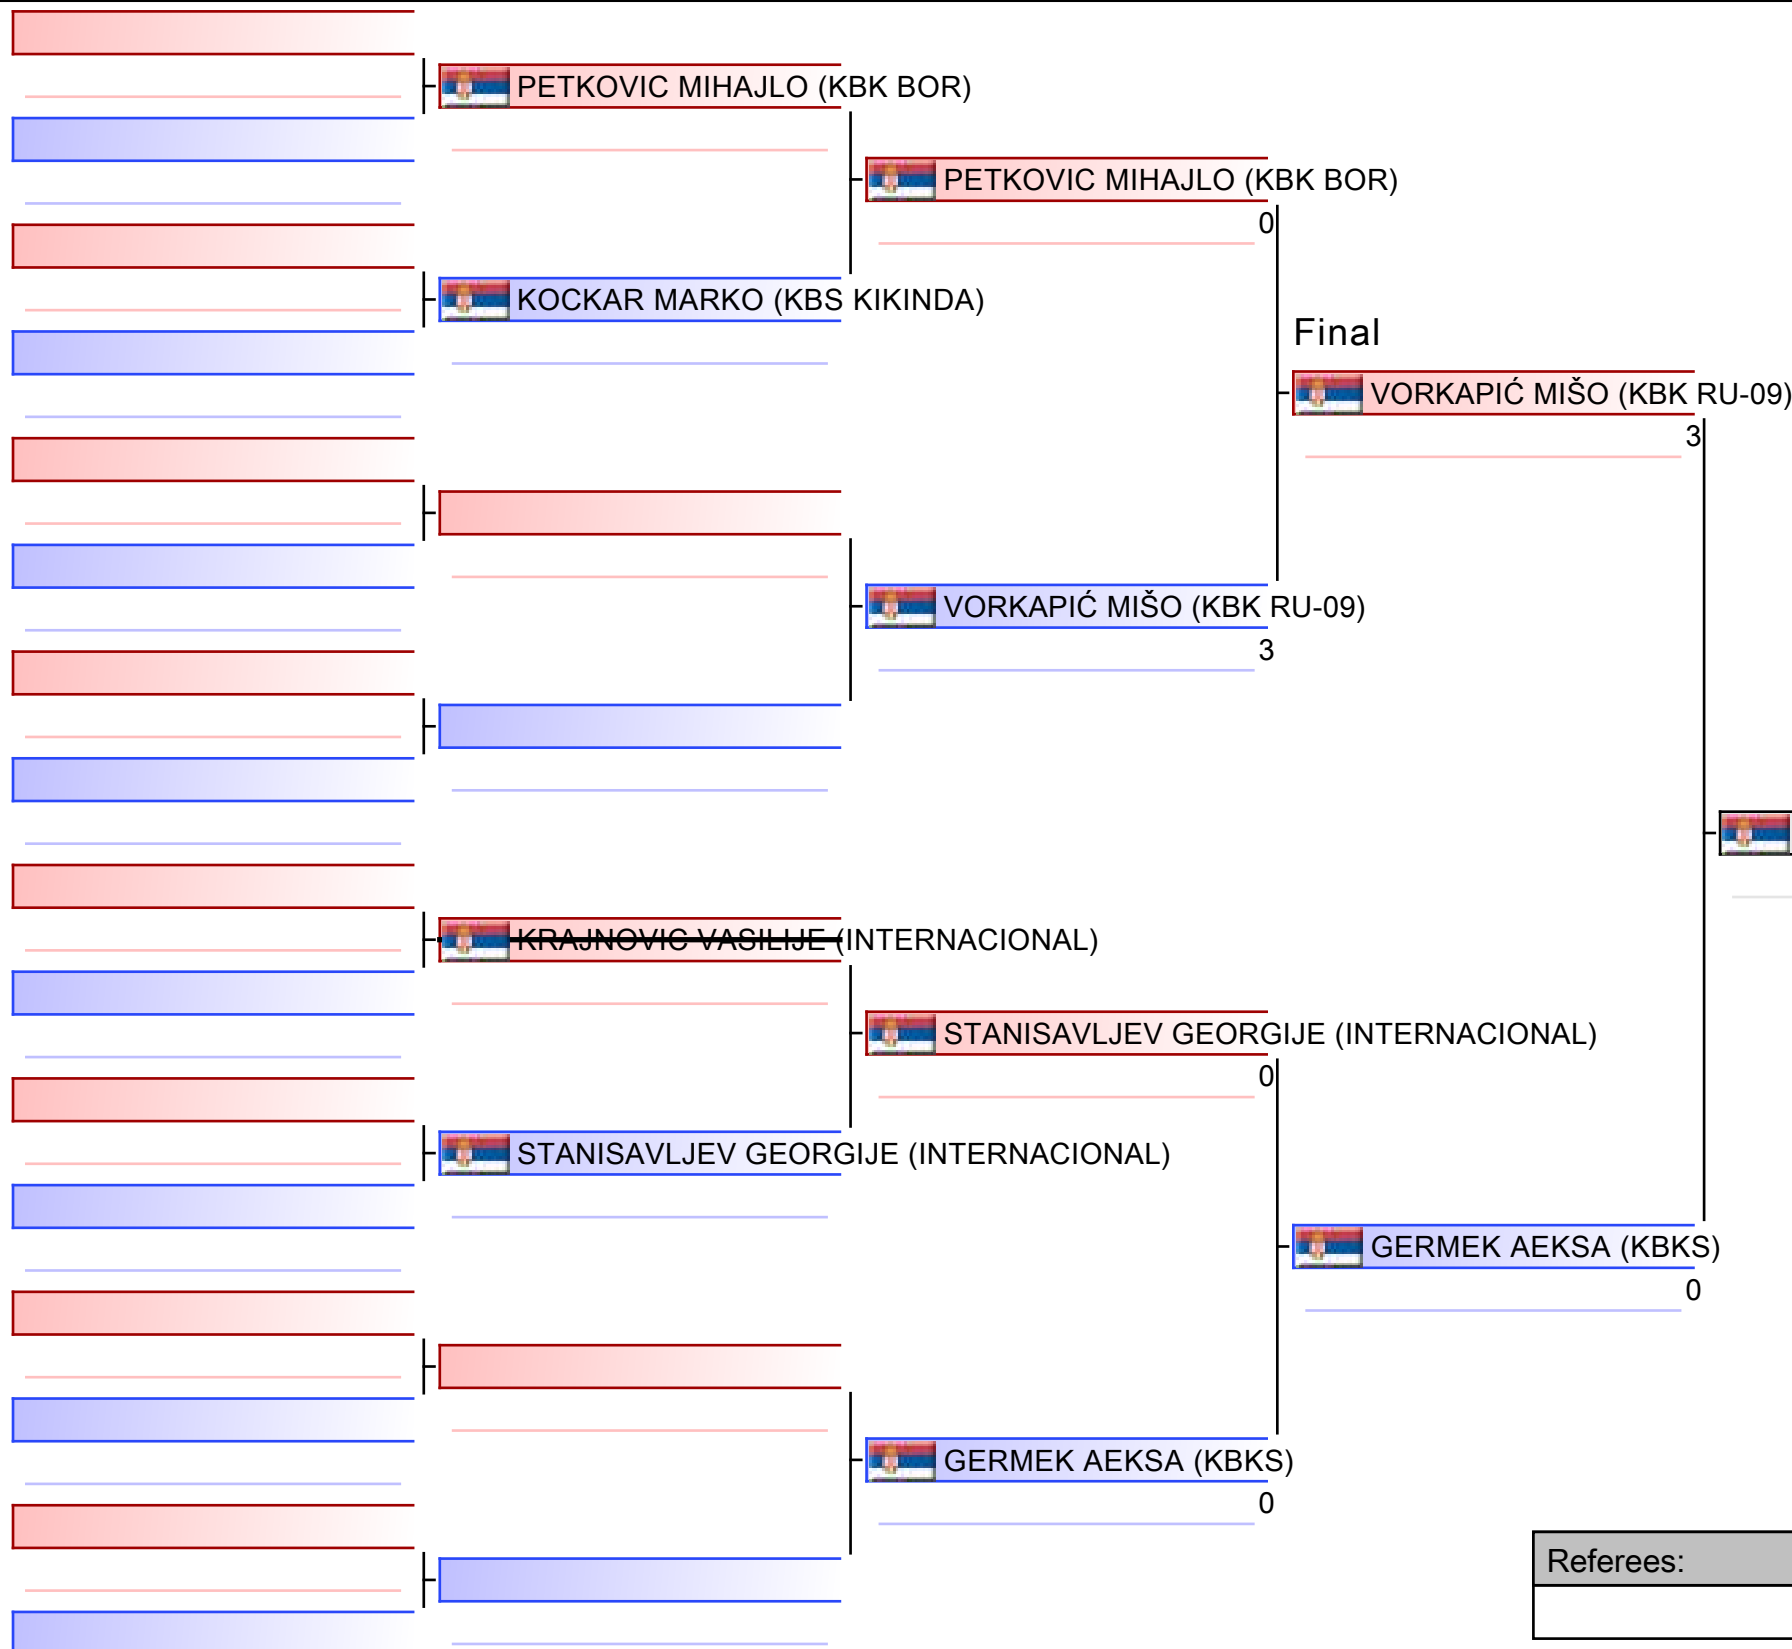 PETKOVIC MIHAJLO (KBK BOR)
KOCKAR MARKO (KBS KIKINDA)
KRAJNOVIC VASILIJE (INTERNACIONAL)
STANISAVLJEV GEORGIJE (INTERNACIONAL)
PETKOVIC MIHAJLO (KBK BOR)
0
VORKAPIĆ MIŠO (KBK RU-09)
3
STANISAVLJEV GEORGIJE (INTERNACIONAL)
0
GERMEK AEKSA (KBKS)
0
Final
VORKAPIĆ MIŠO (KBK RU-09)
3
GERMEK AEKSA (KBKS)
0
Referees: